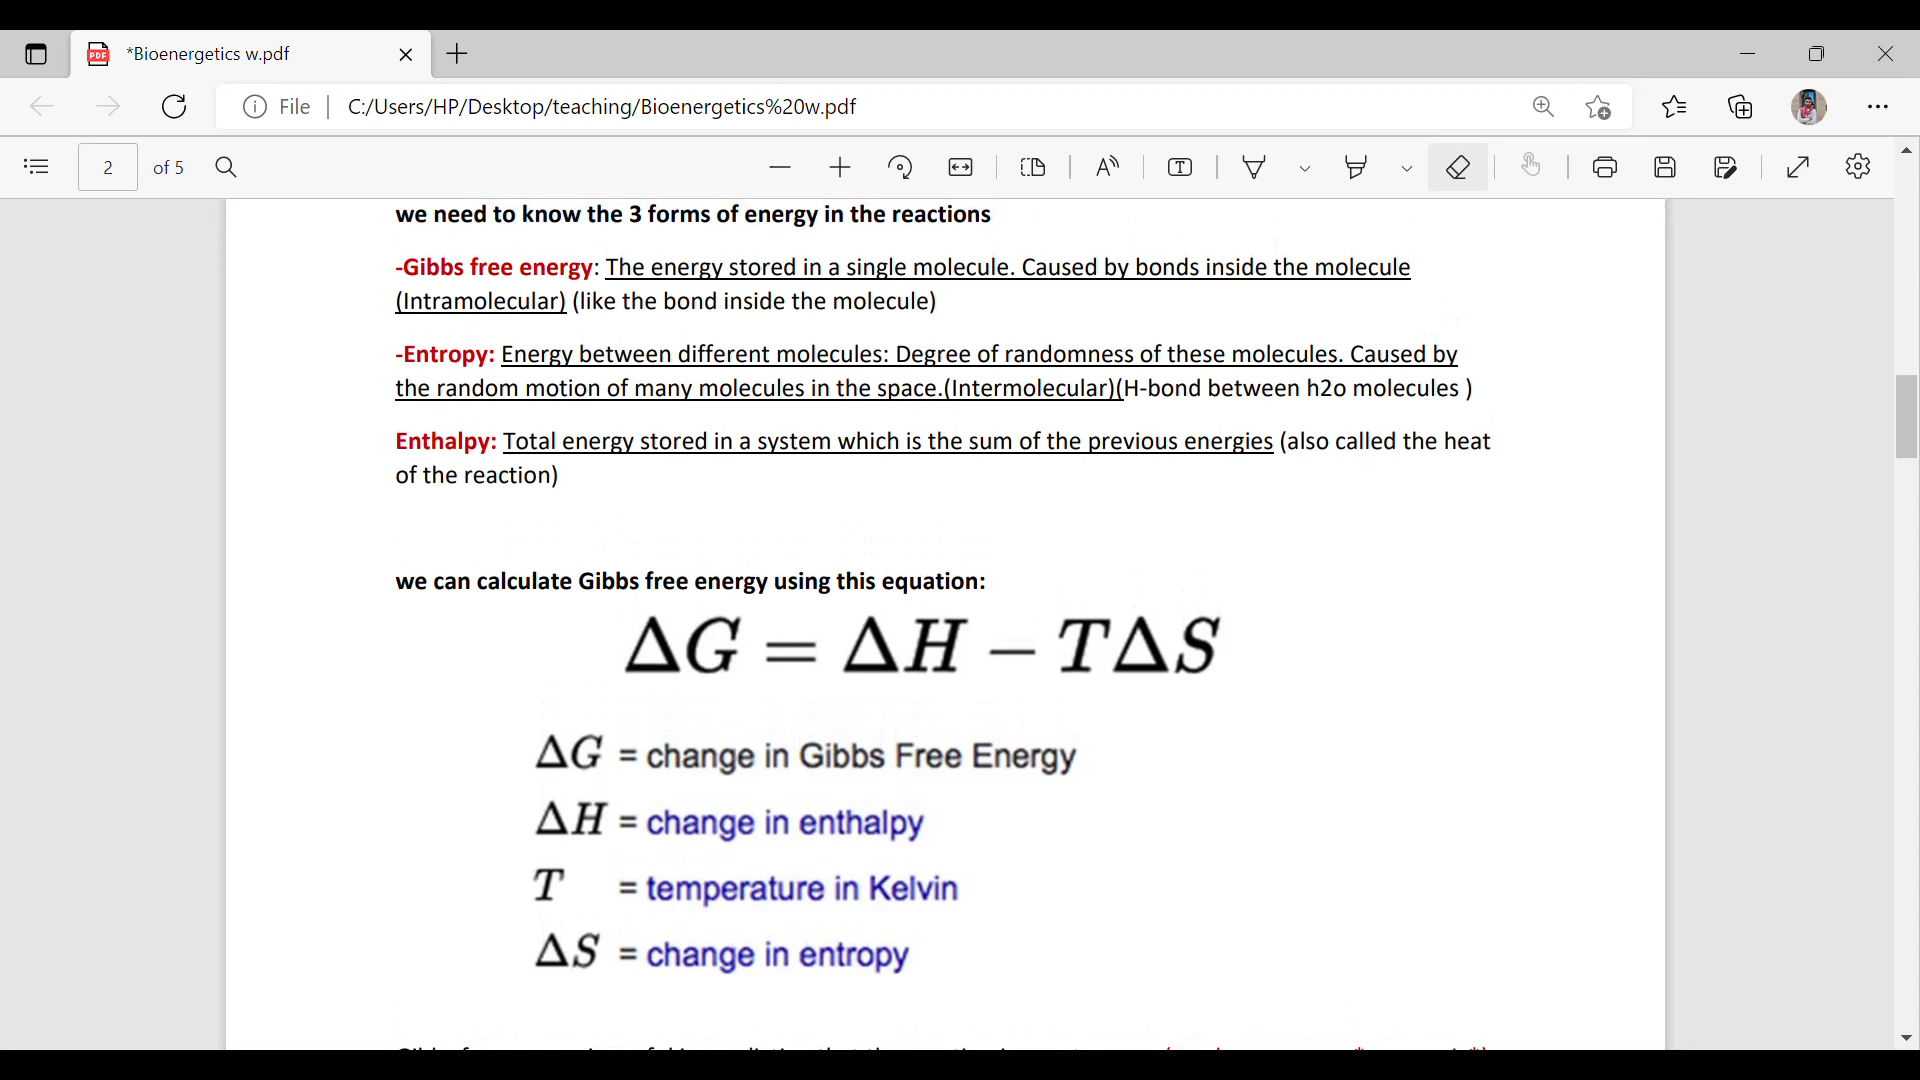 *Bioenergetics w.pdf
File
C:/Users/HP/Desktop/teaching/Bioenergetics%20w.pdf
2 of 5
we need to know the 3 forms of energy in the reactions
-Gibbs free energy: The energy stored in a single molecule. Caused by bonds inside the molecule
(Intramolecular) (like the bond inside the molecule)
-Entropy: Energy between different molecules: Degree of randomness of these molecules. Caused by
the random motion of many molecules in the space.(Intermolecular)(H-bond between h2o molecules )
Enthalpy: Total energy stored in a system which is the sum of the previous energies (also called the heat
of the reaction)
we can calculate Gibbs free energy using this equation:
ΔG = ΔH − TΔS
ΔG = change in Gibbs Free Energy
ΔH = change in enthalpy
T = temperature in Kelvin
ΔS = change in entropy